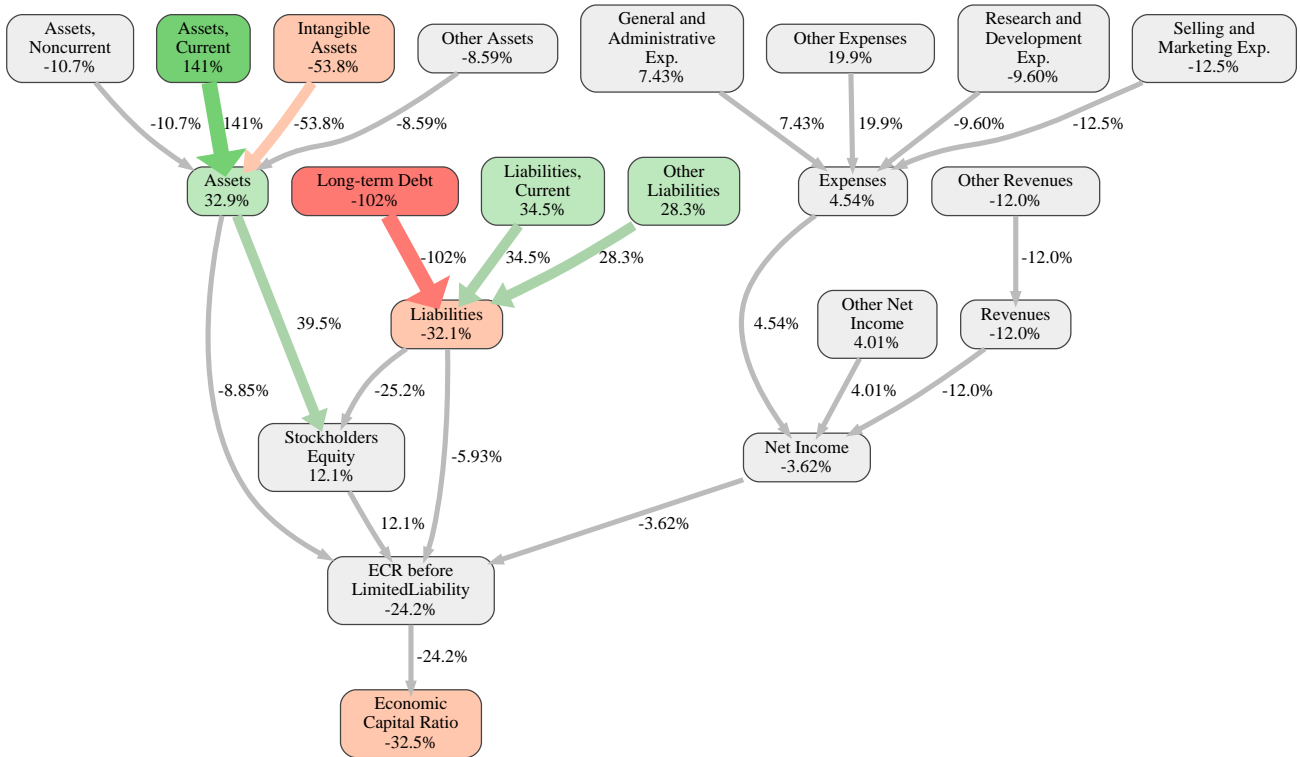 Assets,
Noncurrent
-10.7%
Assets,
Current
141%
Intangible
Assets
-53.8%
Other Assets
-8.59%
General and
Administrative
Exp.
7.43%
Other Expenses
19.9%
Research and
Development
Exp.
-9.60%
Selling and
Marketing Exp.
-12.5%
-10.7%
141%
-53.8%
-8.59%
7.43%
19.9%
-9.60%
-12.5%
Assets
32.9%
Long-term Debt
-102%
Liabilities,
Current
34.5%
Other
Liabilities
28.3%
Expenses
4.54%
Other Revenues
-12.0%
-102%
34.5%
28.3%
-12.0%
39.5%
Liabilities
-32.1%
4.54%
Other Net
Income
4.01%
Revenues
-12.0%
-8.85%
-25.2%
4.01%
-12.0%
Stockholders
Equity
12.1%
-5.93%
Net Income
-3.62%
12.1%
-3.62%
ECR before
LimitedLiability
-24.2%
-24.2%
Economic
Capital Ratio
-32.5%